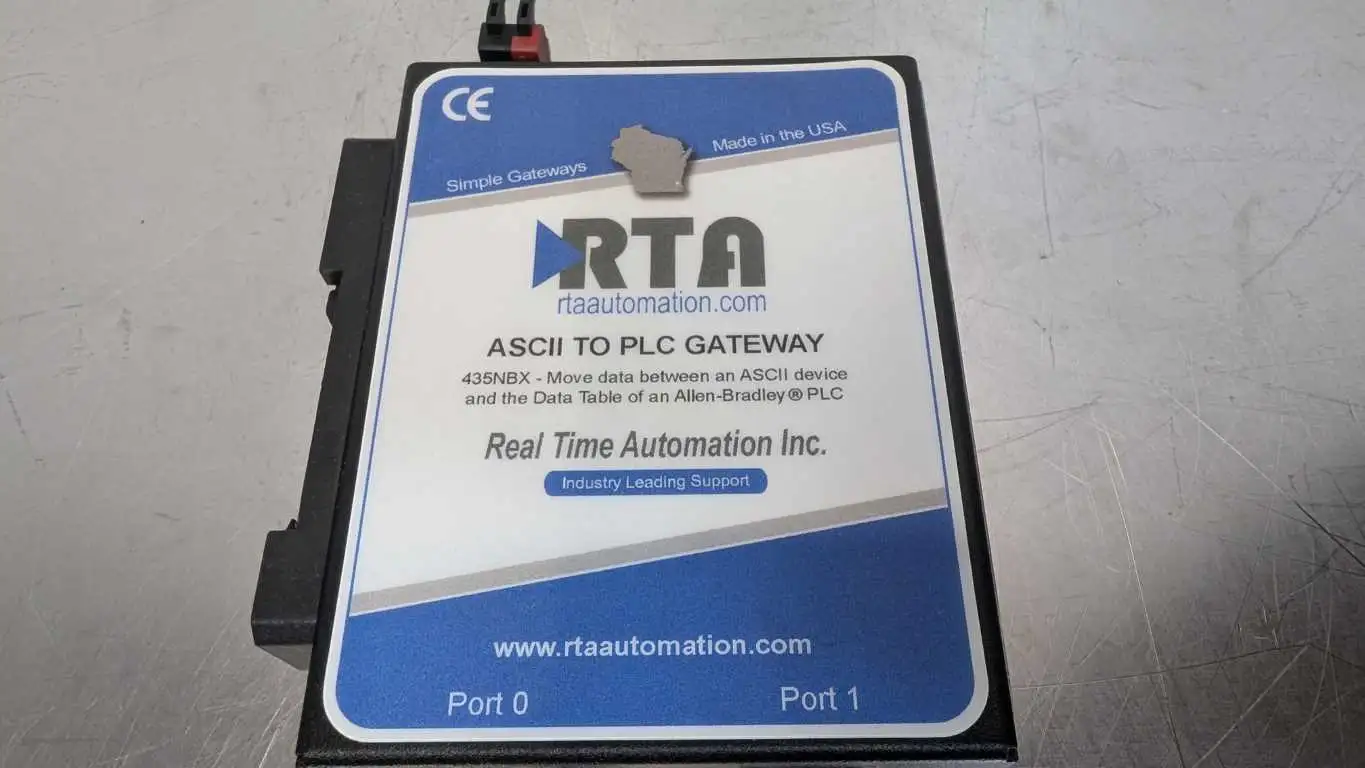 CE
Simple Gateways
Made in the USA
RTA
rtaautomation.com
ASCII TO PLC GATEWAY
435NBX - Move data between an ASCII device
and the Data Table of an Allen-Bradley® PLC
Real Time Automation Inc.
Industry Leading Support
www.rtaautomation.com
Port 0
Port 1